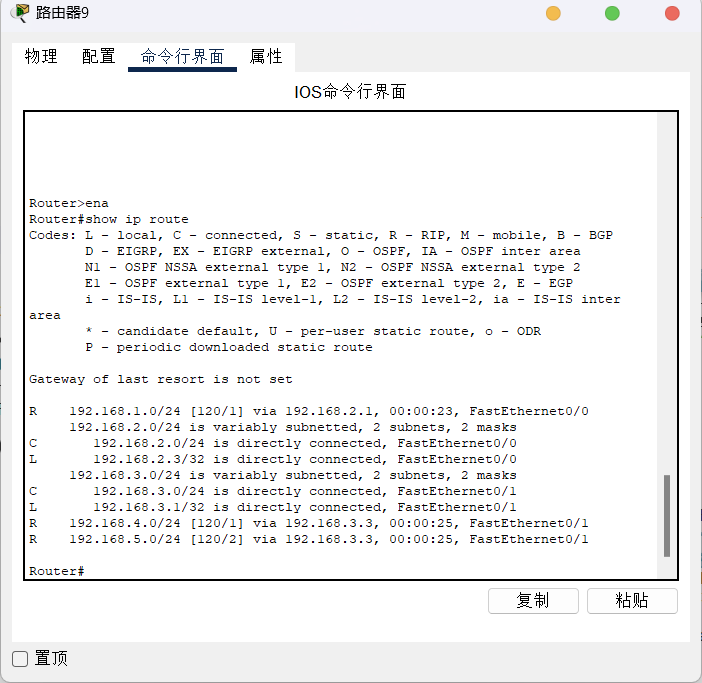 路由器9
物理 配置 命令行界面 属性
IOS命令行界面
Router>ena
Router#show ip route
Codes: L - local, C - connected, S - static, R - RIP, M - mobile, B - BGP
D - EIGRP, EX - EIGRP external, O - OSPF, IA - OSPF inter area
N1 - OSPF NSSA external type 1, N2 - OSPF NSSA external type 2
E1 - OSPF external type 1, E2 - OSPF external type 2, E - EGP
i - IS-IS, L1 - IS-IS level-1, L2 - IS-IS level-2, ia - IS-IS inter
area
* - candidate default, U - per-user static route, o - ODR
P - periodic downloaded static route
Gateway of last resort is not set
R 192.168.1.0/24 [120/1] via 192.168.2.1, 00:00:23, FastEthernet0/0
192.168.2.0/24 is variably subnetted, 2 subnets, 2 masks
C 192.168.2.0/24 is directly connected, FastEthernet0/0
L 192.168.2.3/32 is directly connected, FastEthernet0/0
192.168.3.0/24 is variably subnetted, 2 subnets, 2 masks
C 192.168.3.0/24 is directly connected, FastEthernet0/1
L 192.168.3.1/32 is directly connected, FastEthernet0/1
R 192.168.4.0/24 [120/1] via 192.168.3.3, 00:00:25, FastEthernet0/1
R 192.168.5.0/24 [120/2] via 192.168.3.3, 00:00:25, FastEthernet0/1
Router#
复制 粘贴
置顶